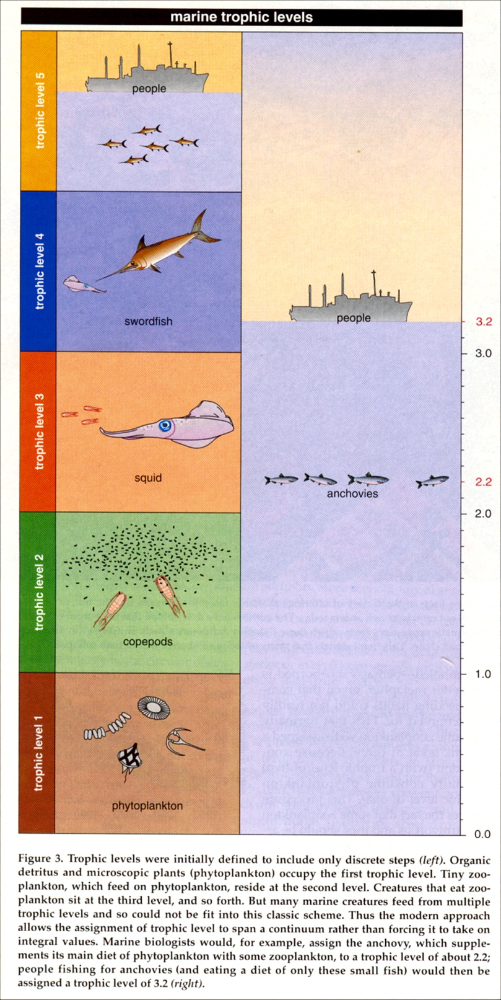 marine trophic levels
trophic level 5
people
trophic level 4
swordfish
trophic level 3
squid
trophic level 2
copepods
trophic level 1
phytoplankton
people
anchovies
3.2
3.0
2.2
2.0
1.0
0.0
Figure 3. Trophic levels were initially defined to include only discrete steps (left). Organic
detritus and microscopic plants (phytoplankton) occupy the first trophic level. Tiny zoo-
plankton, which feed on phytoplankton, reside at the second level. Creatures that eat zoo-
plankton sit at the third level, and so forth. But many marine creatures feed from multiple
trophic levels and so could not be fit into this classic scheme. Thus the modern approach
allows the assignment of trophic level to span a continuum rather than forcing it to take on
integral values. Marine biologists would, for example, assign the anchovy, which supple-
ments its main diet of phytoplankton with some zooplankton, to a trophic level of about 2.2;
people fishing for anchovies (and eating a diet of only these small fish) would then be
assigned a trophic level of 3.2 (right).